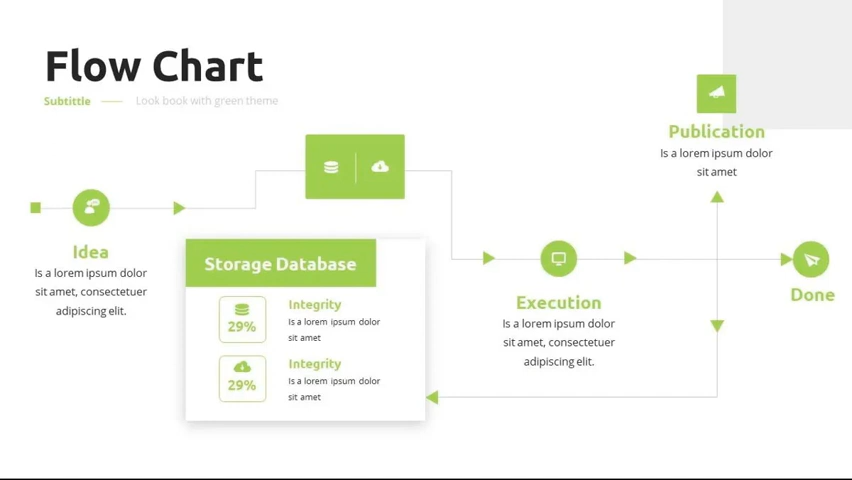 Flow Chart
Subtittle
Look book with green theme
Publication
Is a lorem ipsum dolor
sit amet
Idea
Is a lorem ipsum dolor
sit amet, consectetuer
adipiscing elit.
Storage Database
29%
Integrity
Is a lorem ipsum dolor
sit amet
29%
Integrity
Is a lorem ipsum dolor
sit amet
Execution
Is a lorem ipsum dolor
sit amet, consectetuer
adipiscing elit.
Done